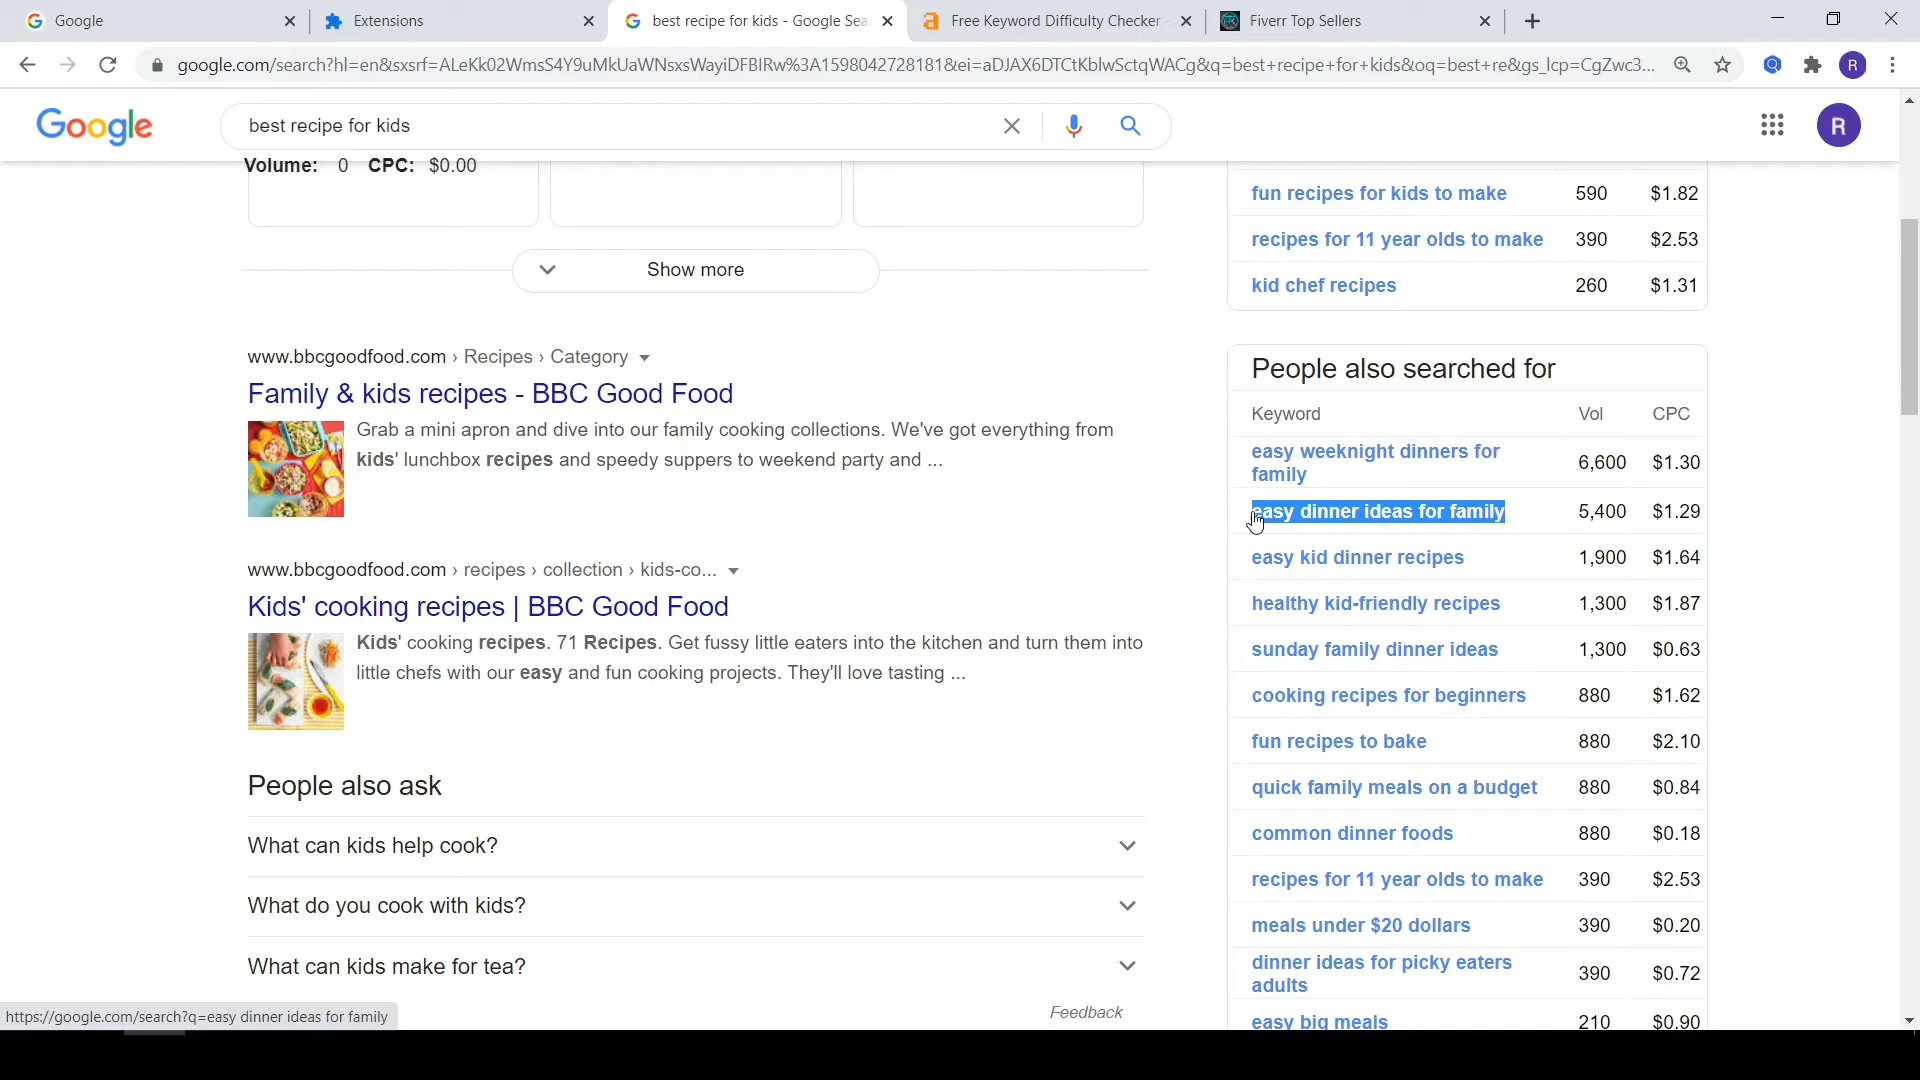 Google
Extensions
best recipe for kids - Google Sea
Free Keyword Difficulty Checker -
Fiverr Top Sellers
google.com/search?hl=en&sxsrf=ALeKk02WmsS4Y9uMkUaWNsxsWayiDFBIRw%3A1598042728181&ei=aDJAX6DTCtKblwSctqWACg&q=best+recipe+for+kids&oq=best+re&gs_lcp=CgZwc3...
R
Google
best recipe for kids
R
Volume: 0 CPC: $0.00
Show more
www.bbcgoodfood.com › Recipes › Category
Family & kids recipes - BBC Good Food
Grab a mini apron and dive into our family cooking collections. We've got everything from
kids' lunchbox recipes and speedy suppers to weekend party and ...
www.bbcgoodfood.com › recipes › collection › kids-co...
Kids' cooking recipes | BBC Good Food
Kids' cooking recipes. 71 Recipes. Get fussy little eaters into the kitchen and turn them into
little chefs with our easy and fun cooking projects. They'll love tasting ...
People also ask
What can kids help cook?
What do you cook with kids?
What can kids make for tea?
Feedback
fun recipes for kids to make 590 $1.82
recipes for 11 year olds to make 390 $2.53
kid chef recipes 260 $1.31
People also searched for
Keyword Vol CPC
easy weeknight dinners for
family 6,600 $1.30
easy dinner ideas for family 5,400 $1.29
easy kid dinner recipes 1,900 $1.64
healthy kid-friendly recipes 1,300 $1.87
sunday family dinner ideas 1,300 $0.63
cooking recipes for beginners 880 $1.62
fun recipes to bake 880 $2.10
quick family meals on a budget 880 $0.84
common dinner foods 880 $0.18
recipes for 11 year olds to make 390 $2.53
meals under $20 dollars 390 $0.20
dinner ideas for picky eaters
adults 390 $0.72
easy big meals 210 $0.90
https://google.com/search?q=easy dinner ideas for family